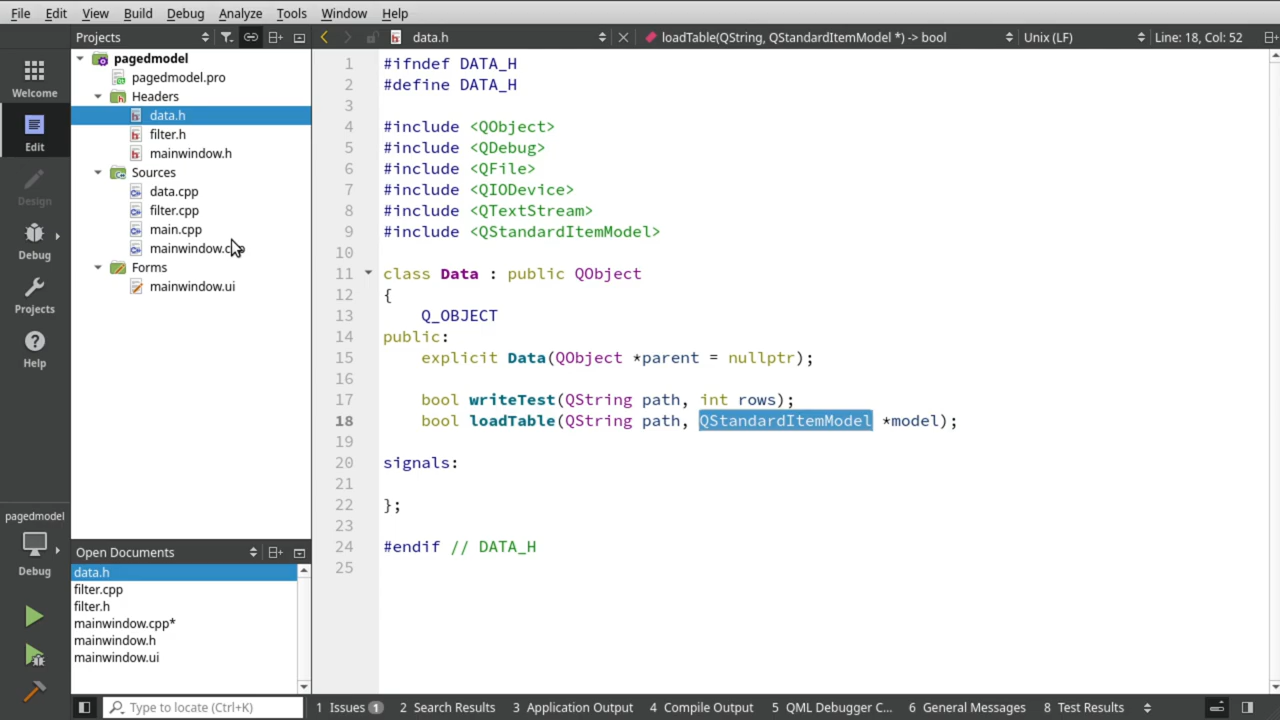 File Edit View Build Debug Analyze Tools Window Help
Projects
data.h
loadTable(QString, QStandardItemModel *) -> bool
Unix (LF)
Line: 18, Col: 52
Welcome
Edit
Design
Debug
Projects
Help
pagedmodel
Debug
pagedmodel
pagedmodel.pro
Headers
data.h
filter.h
mainwindow.h
Sources
data.cpp
filter.cpp
main.cpp
Forms
mainwindow.ui
Open Documents
data.h
filter.cpp
filter.h
mainwindow.cpp*
mainwindow.h
mainwindow.ui
1 #ifndef DATA_H
2 #define DATA_H
3
4 #include <QObject>
5 #include <QDebug>
6 #include <QFile>
7 #include <QIODevice>
8 #include <QTextStream>
9 #include <QStandardItemModel>
10
11 class Data : public QObject
12 {
13 Q_OBJECT
14 public:
15 explicit Data(QObject *parent = nullptr);
16
17 bool writeTest(QString path, int rows);
18 bool loadTable(QString path, QStandardItemModel *model);
19
20 signals:
21
22 };
23
24 #endif // DATA_H
25
Type to locate (Ctrl+K)
1 Issues 1
2 Search Results
3 Application Output
4 Compile Output
5 QML Debugger C...
6 General Messages
8 Test Results